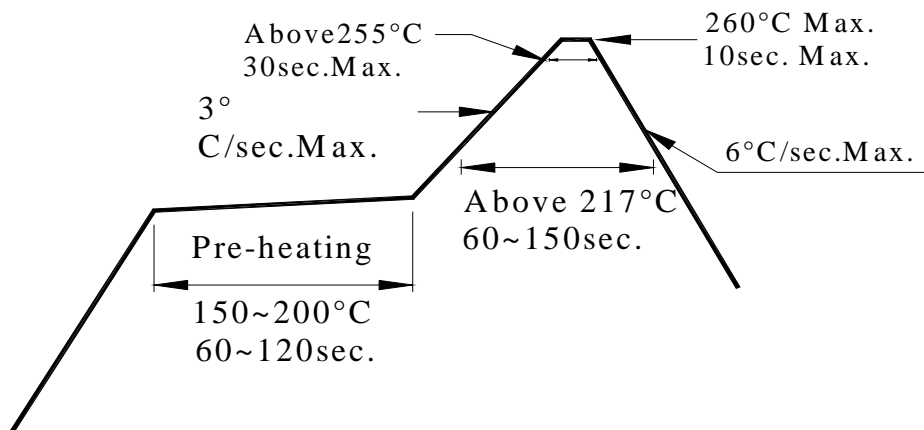 Above255°C
30sec.Max.
260°C Max.
10sec. Max.
3°
C/sec.Max.
6°C/sec.Max.
Above 217°C
60~150sec.
Pre-heating
150~200°C
60~120sec.